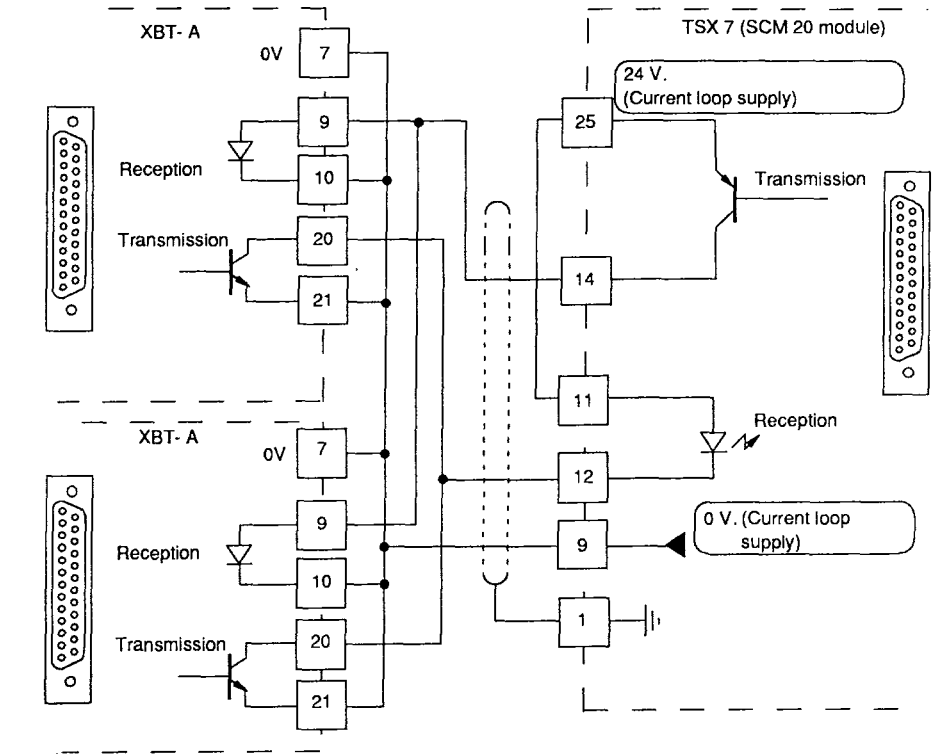 XBT- A
0V
7
9
Reception
10
Transmission
20
21
XBT- A
0V
7
9
Reception
10
Transmission
20
21
TSX 7 (SCM 20 module)
24 V.
(Current loop supply)
25
Transmission
14
11
Reception
12
9
0 V. (Current loop
supply)
1